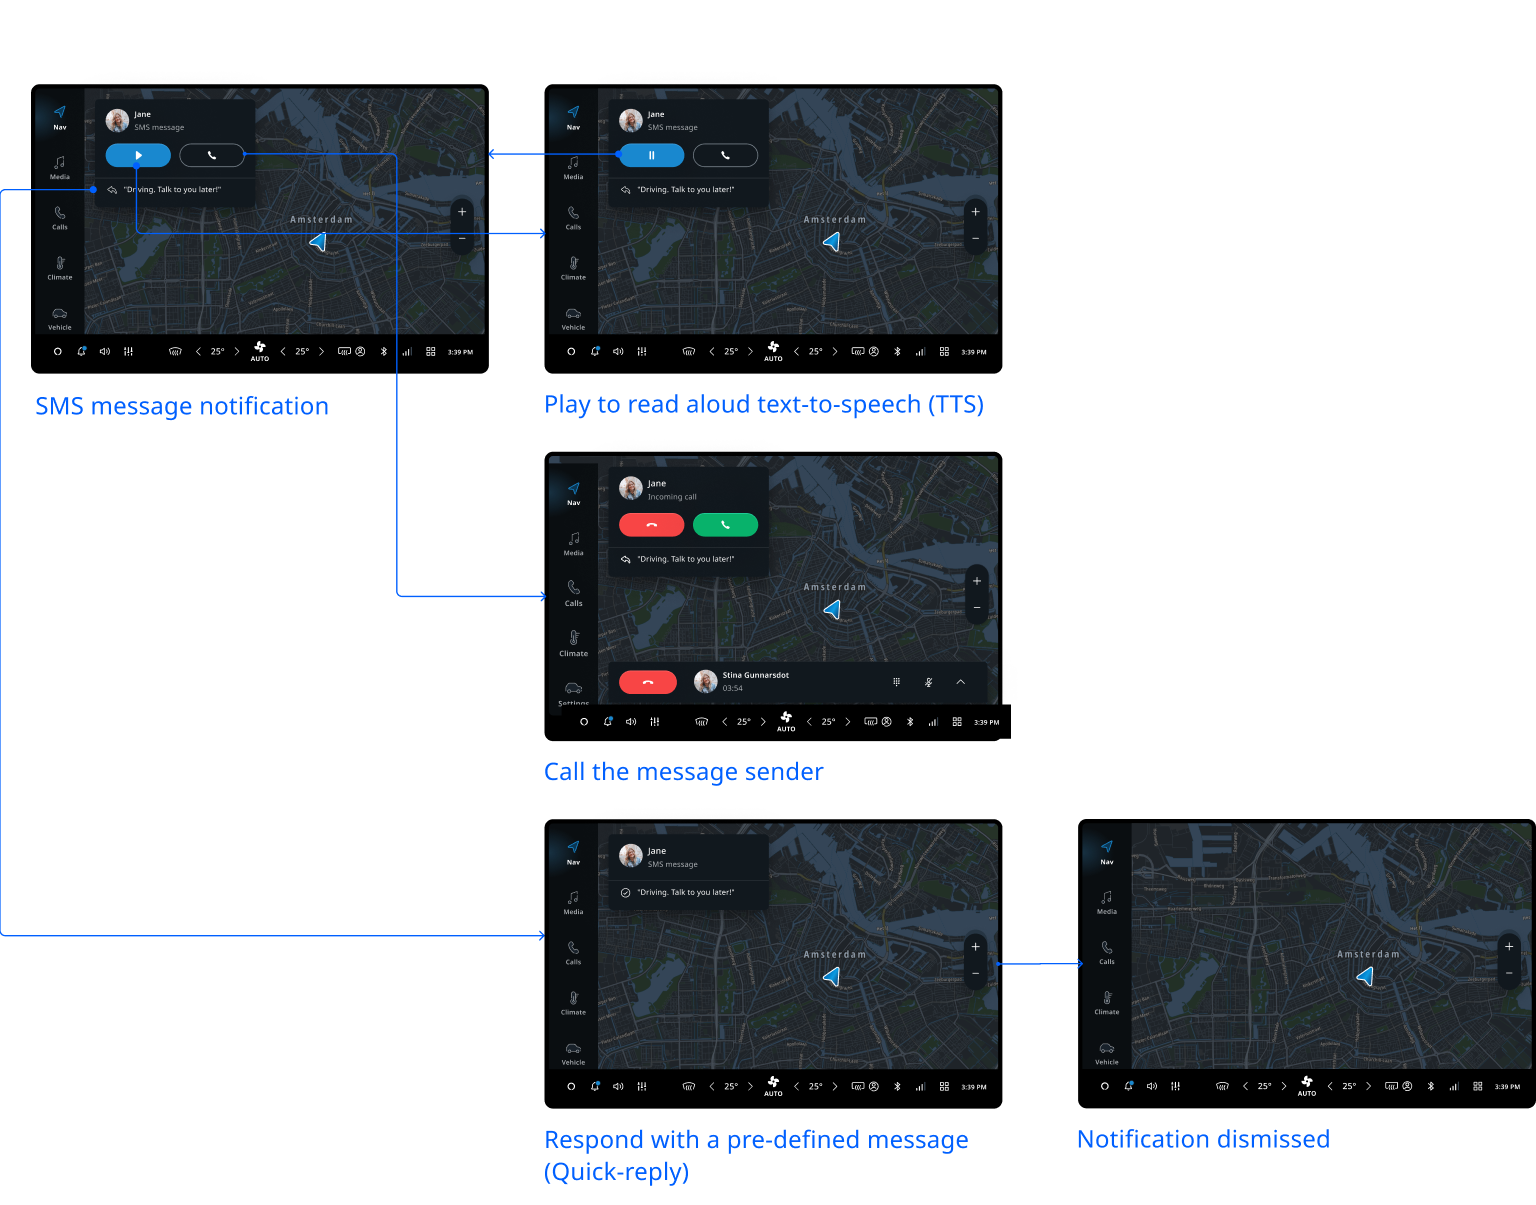 Nav
Media
Calls
Climate
Vehicle
Jane
SMS message
"Driving. Talk to you later!"
Amsterdam
+
−
25°
AUTO
25°
3:39 PM
SMS message notification
Nav
Media
Calls
Climate
Vehicle
Jane
SMS message
"Driving. Talk to you later!"
Amsterdam
+
−
25°
AUTO
25°
3:39 PM
Play to read aloud text-to-speech (TTS)
Nav
Media
Calls
Climate
Settings
Jane
Incoming call
"Driving. Talk to you later!"
Amsterdam
+
−
Stina Gunnarsdot
03:54
25°
AUTO
25°
3:39 PM
Call the message sender
Nav
Media
Calls
Climate
Vehicle
Jane
SMS message
"Driving. Talk to you later!"
Amsterdam
+
−
25°
AUTO
25°
3:39 PM
Respond with a pre-defined message
(Quick-reply)
Nav
Media
Calls
Climate
Vehicle
Amsterdam
+
−
25°
AUTO
25°
3:39 PM
Notification dismissed